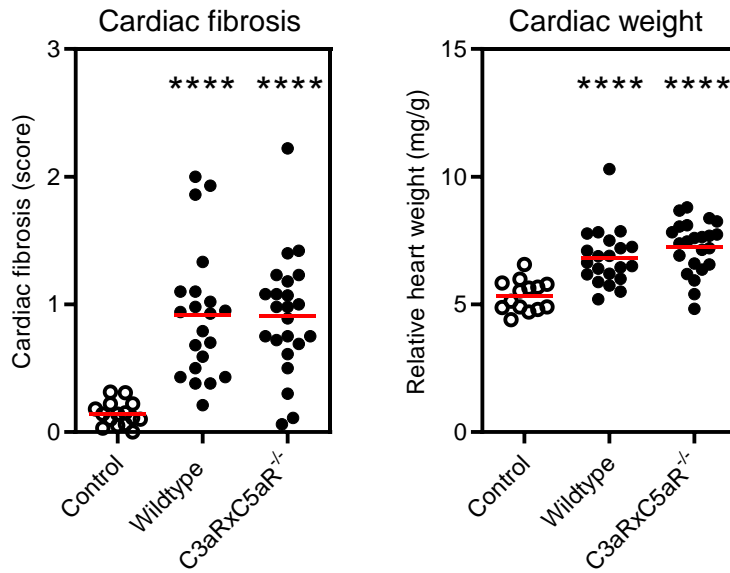 Cardiac fibrosis
Cardiac fibrosis (score)
3
2
1
0
**** ****
Control
Wildtype
C3aRxC5aR-/-
Cardiac weight
Relative heart weight (mg/g)
15
10
5
0
**** ****
Control
Wildtype
C3aRxC5aR-/-